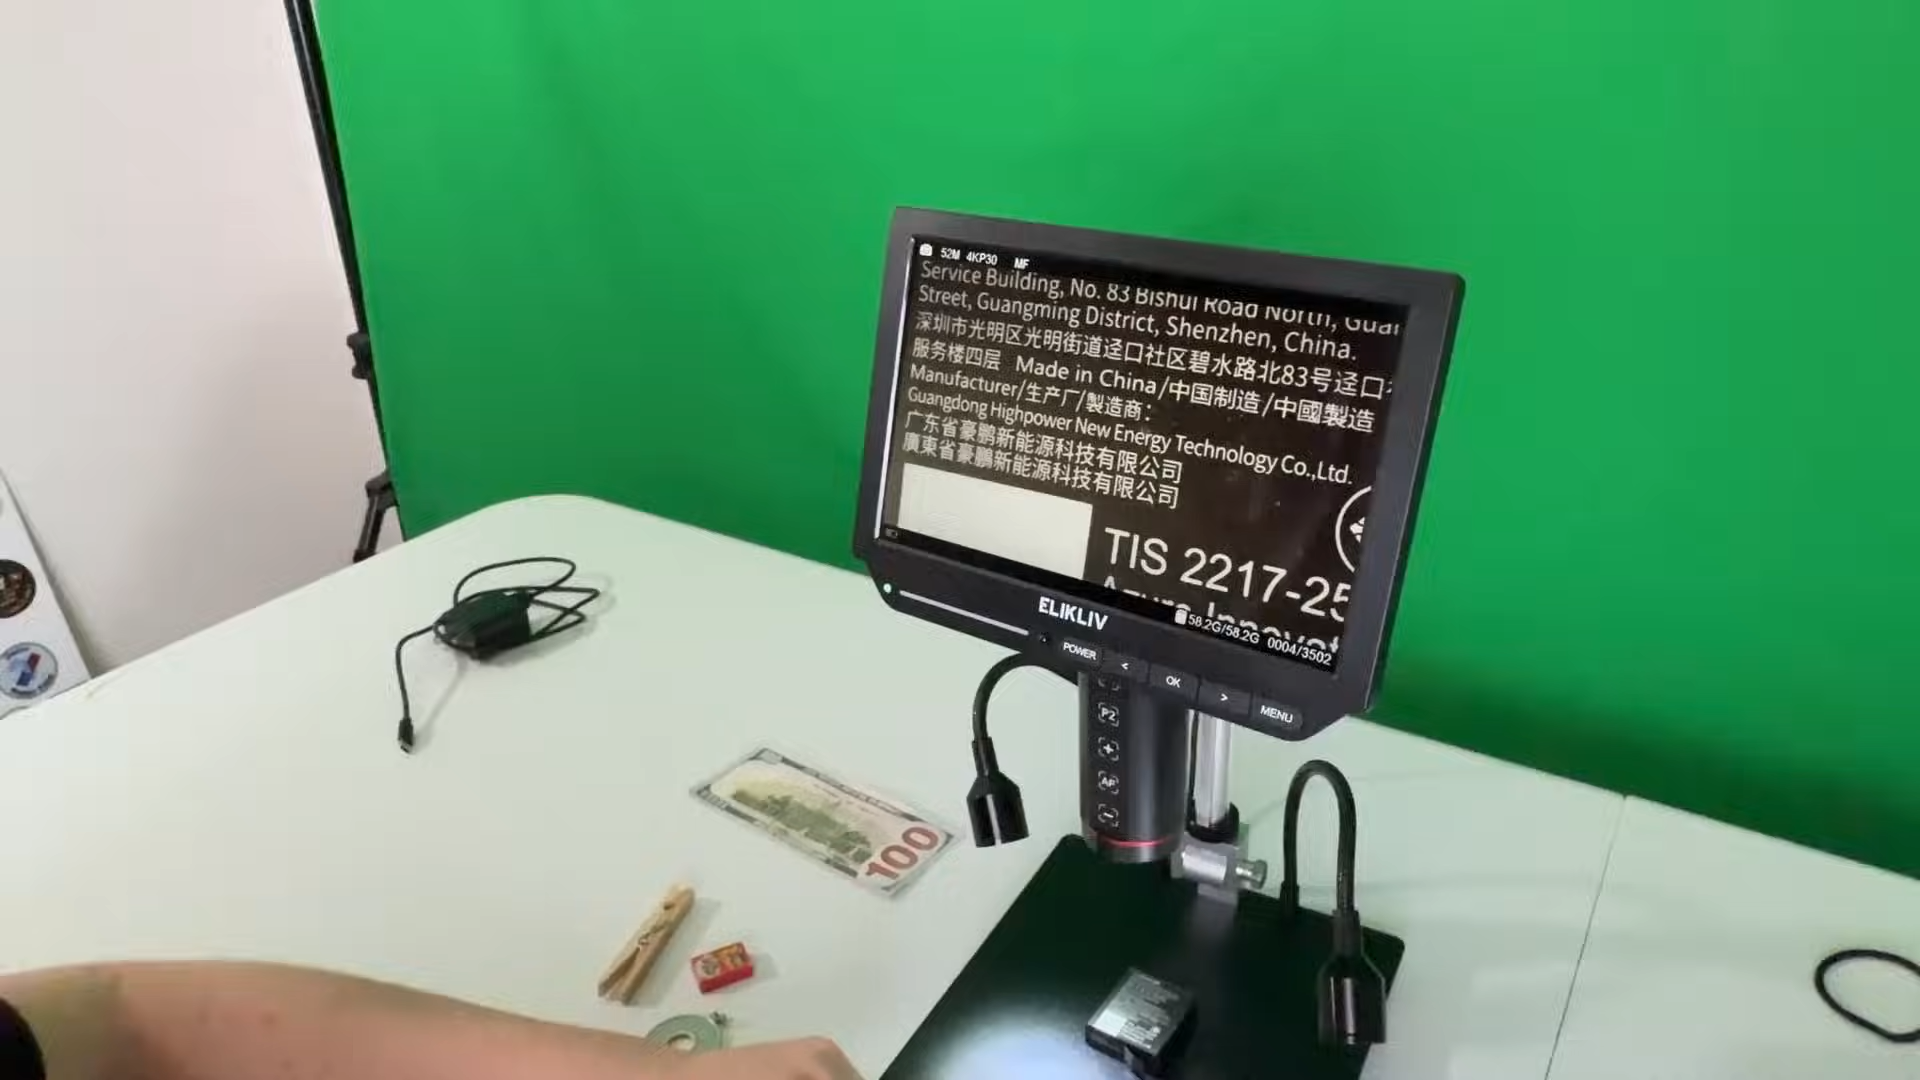 52M 4KP30 MF
Service Building, No. 83 Bishui Road North, Guan
Street, Guangming District, Shenzhen, China.
深圳市光明区光明街道迳口社区碧水路北83号迳口
服务楼四层 Made in China/中国制造/中國製造
Manufacturer/生产厂/製造商:
Guangdong Highpower New Energy Technology Co.,Ltd.
广东省豪鹏新能源科技有限公司
廣東省豪鵬新能源科技有限公司
TIS 2217-25
58.2G/58.2G 0004/3502
ELIKLIV
POWER < OK > MENU
P2
+
AF
−
100